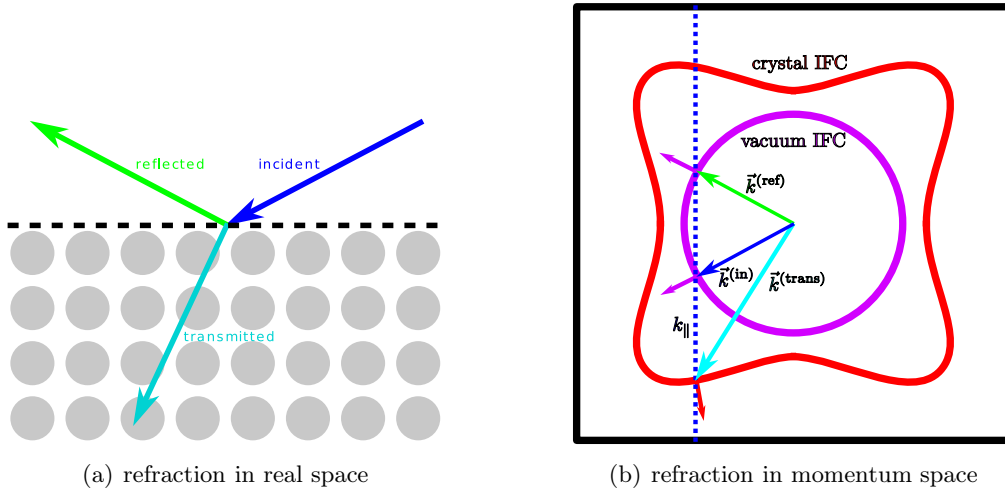 reflected
incident
transmitted
(a) refraction in real space
crystal IFC
vacuum IFC
k⃗(ref)
k⃗(in)
k⃗(trans)
k∥
(b) refraction in momentum space